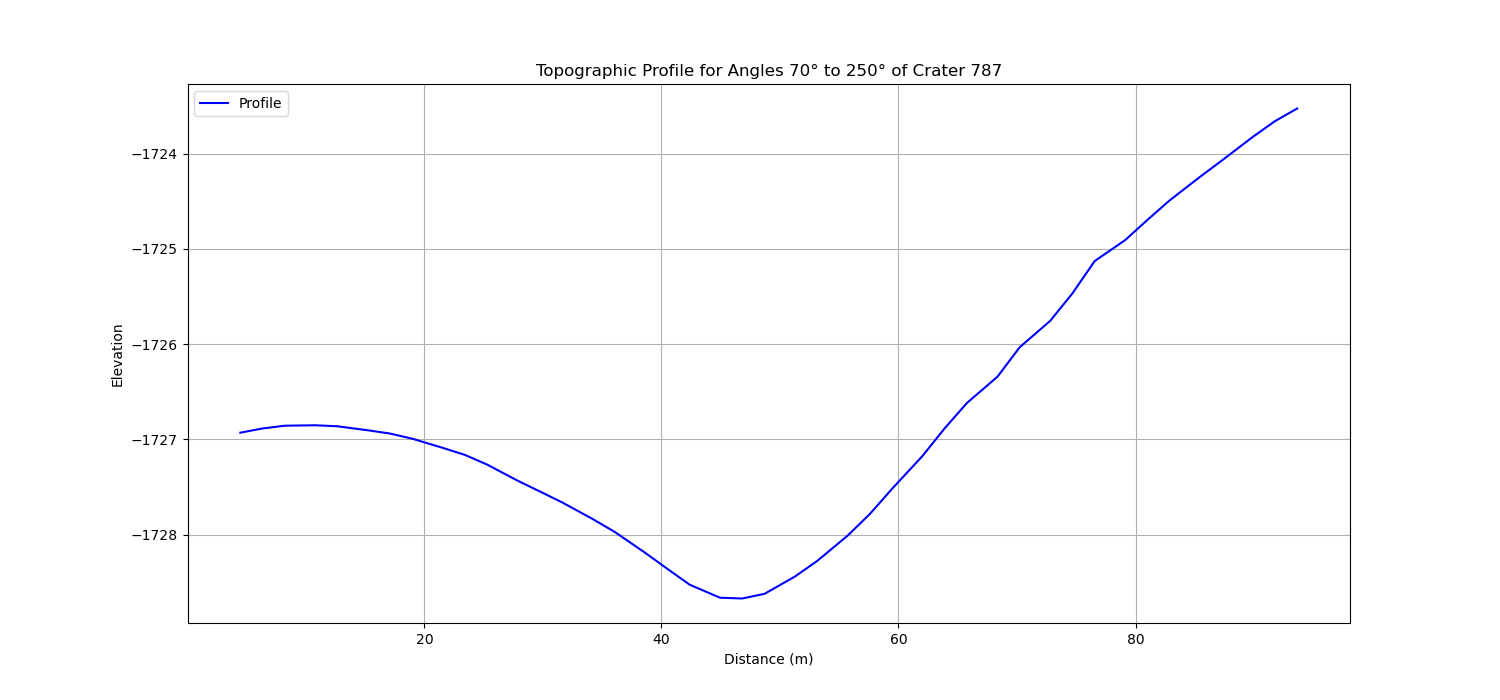 Topographic Profile for Angles 70° to 250° of Crater 787
Profile
−1724
−1725
−1726
−1727
−1728
Elevation
20
40
60
80
Distance (m)